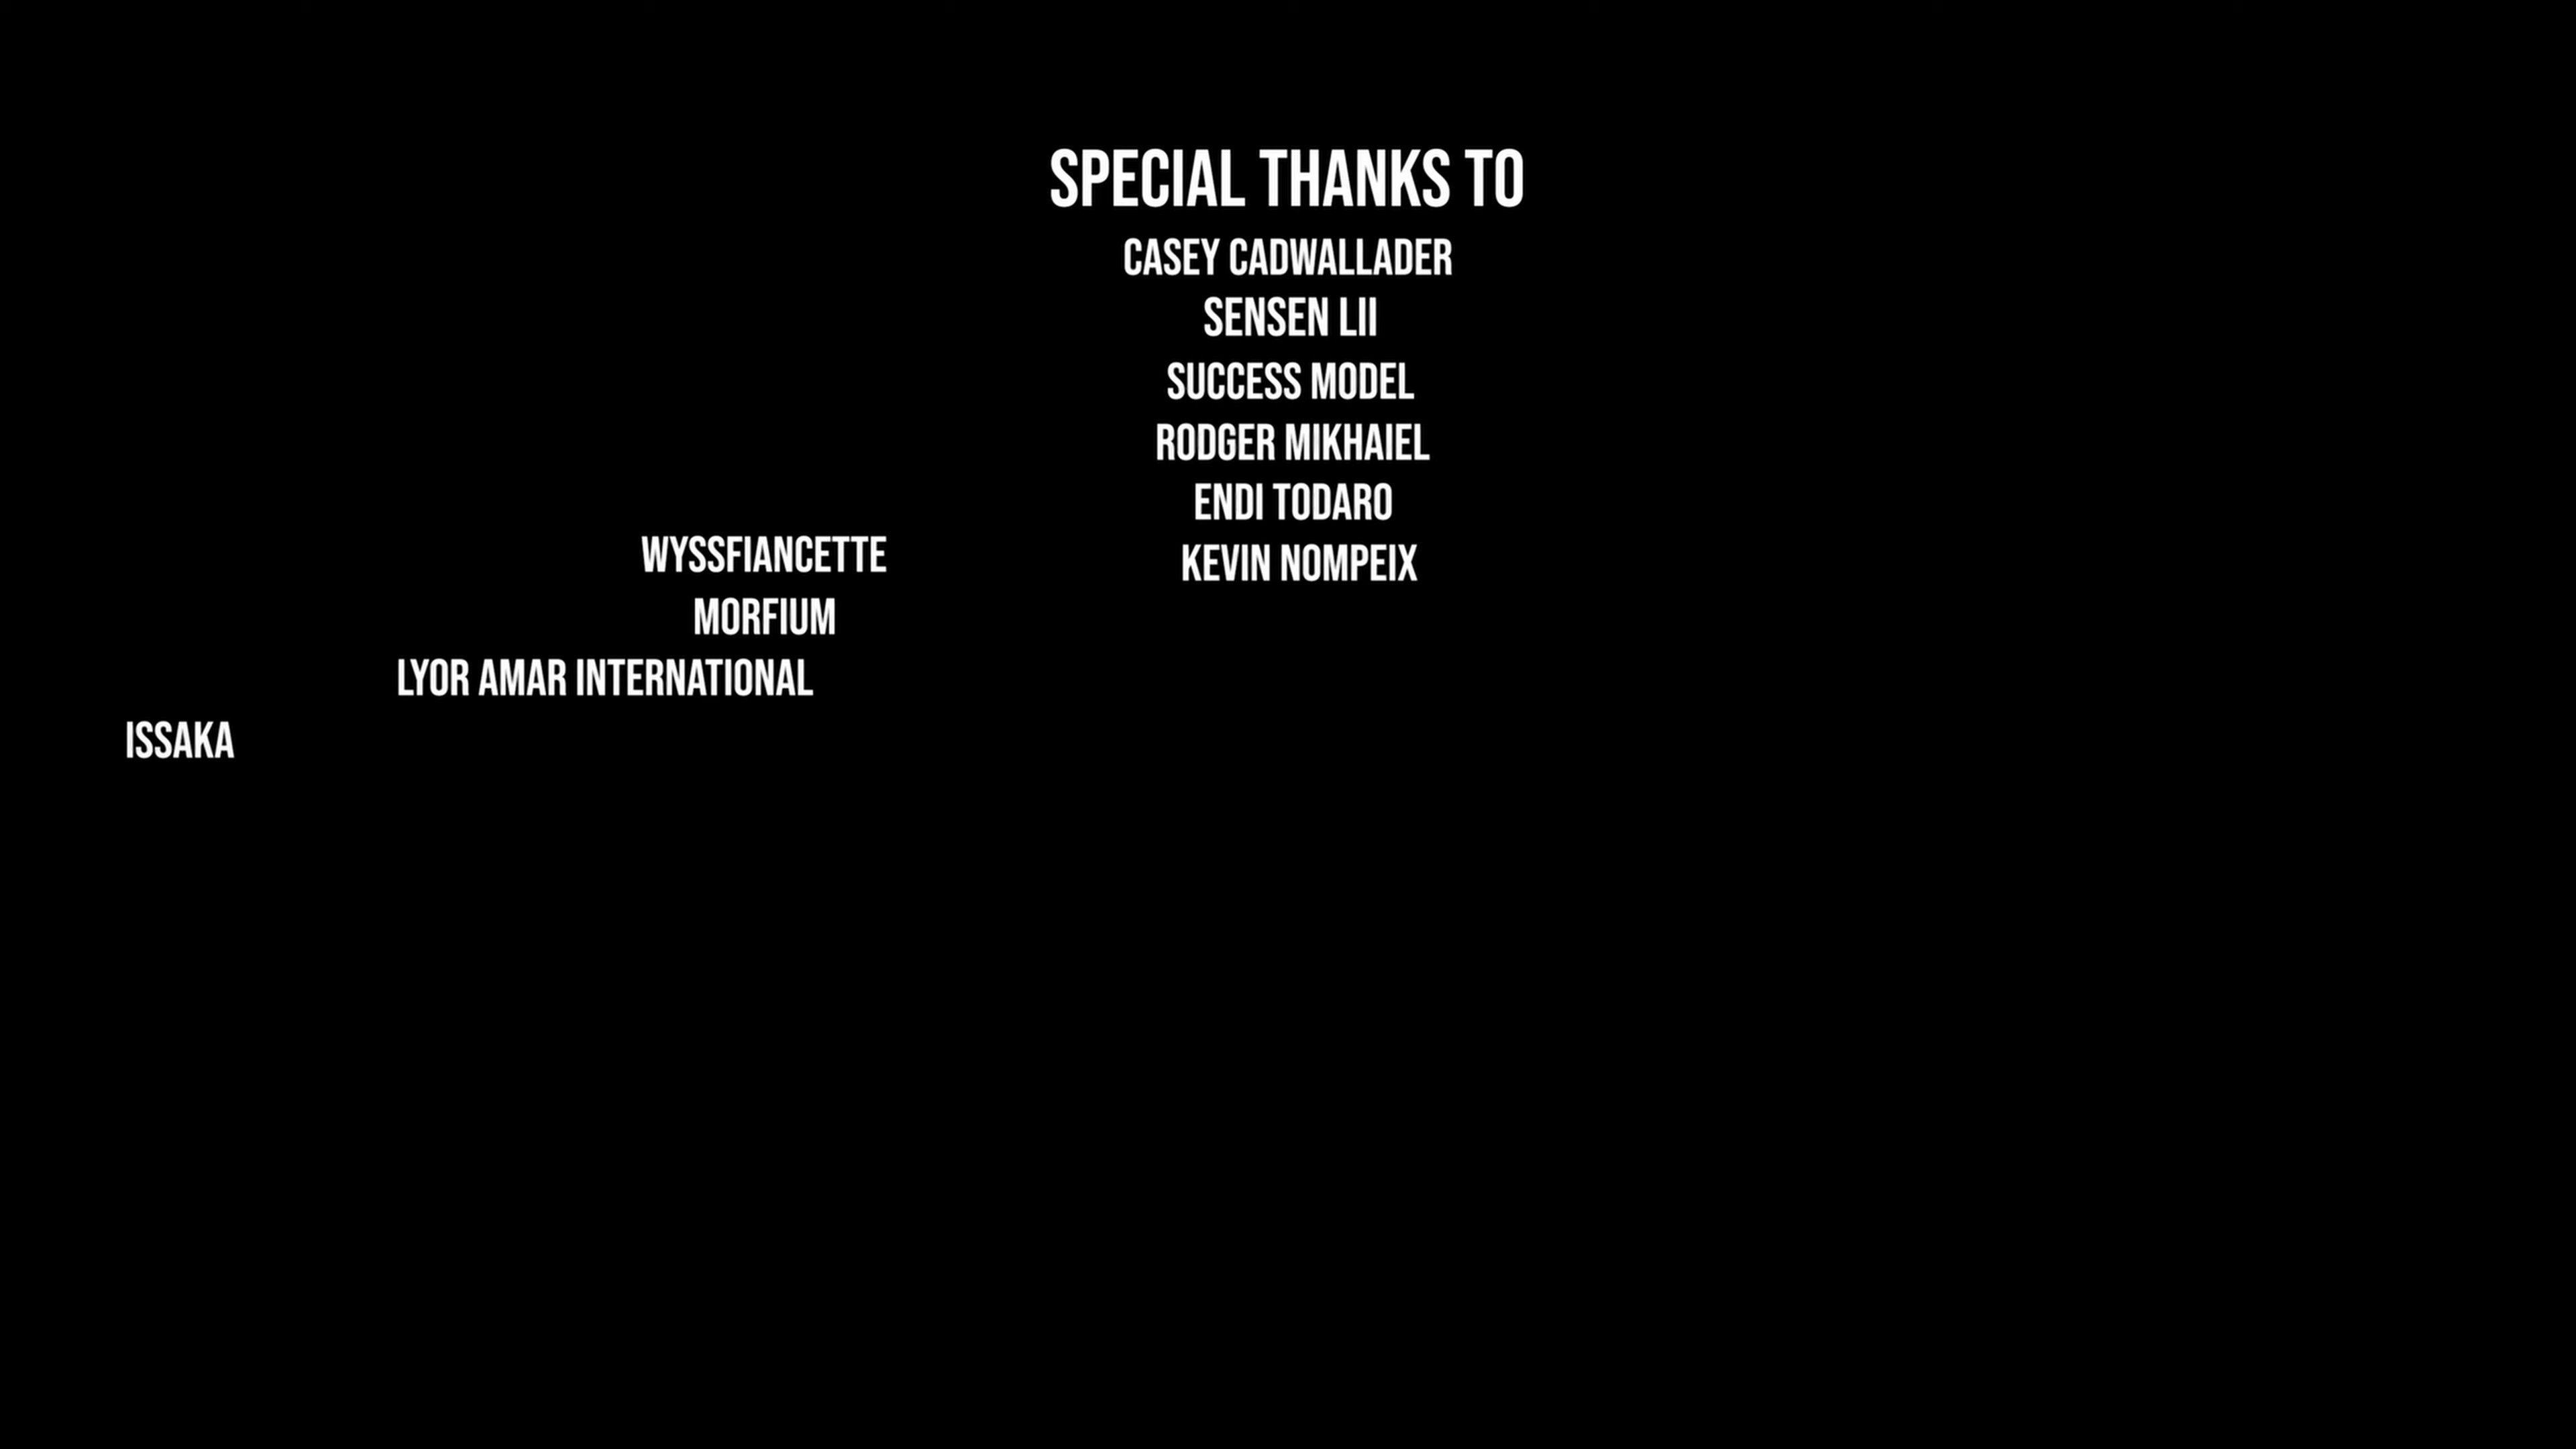 SPECIAL THANKS TO
CASEY CADWALLADER
SENSEN LII
SUCCESS MODEL
RODGER MIKHAIEL
ENDI TODARO
KEVIN NOMPEIX
WYSSFIANCETTE
MORFIUM
LYOR AMAR INTERNATIONAL
ISSAKA